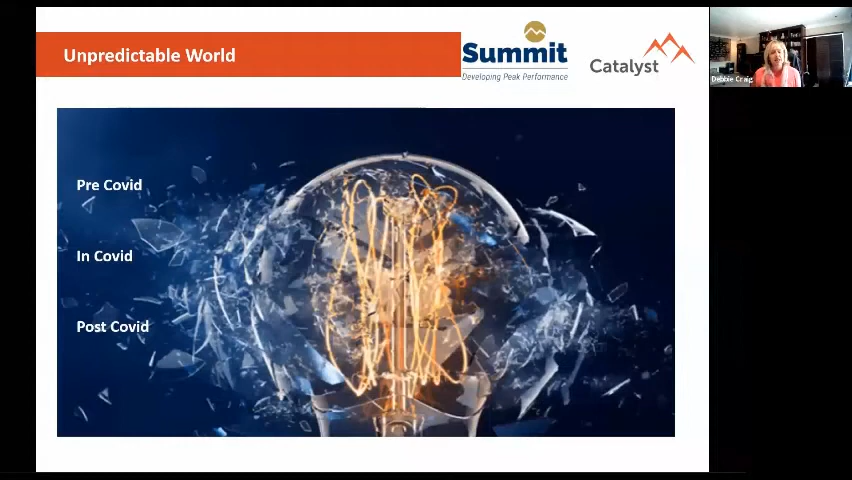 Unpredictable World
Summit
Developing Peak Performance
Catalyst
Debbie Craig
Pre Covid
In Covid
Post Covid